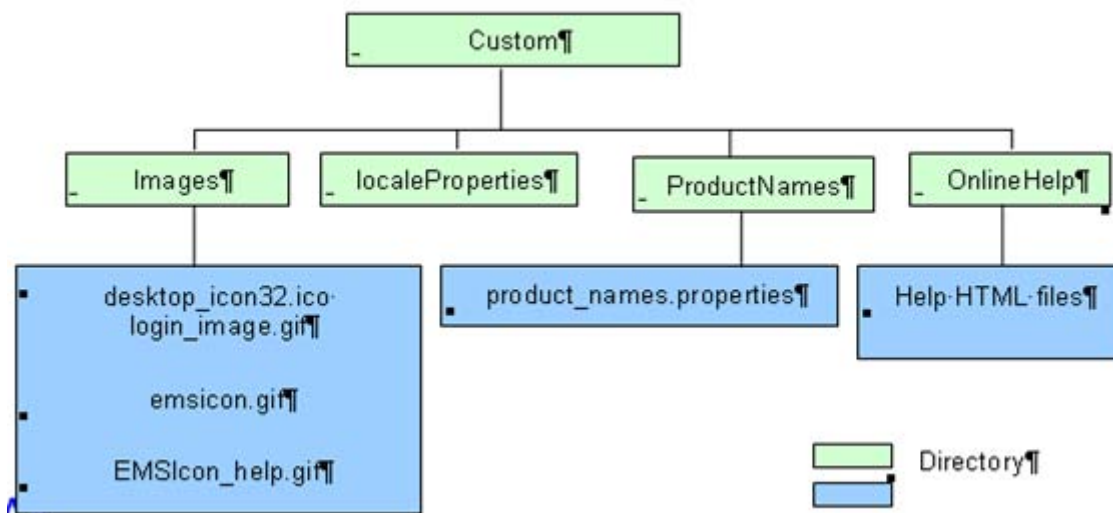 Custom¶
Images¶
localeProperties¶
ProductNames¶
OnlineHelp¶
desktop_icon32.ico·
login_image.gif¶
emsicon.gif¶
EMSIcon_help.gif¶
product_names.properties¶
Help·HTML·files¶
Directory¶